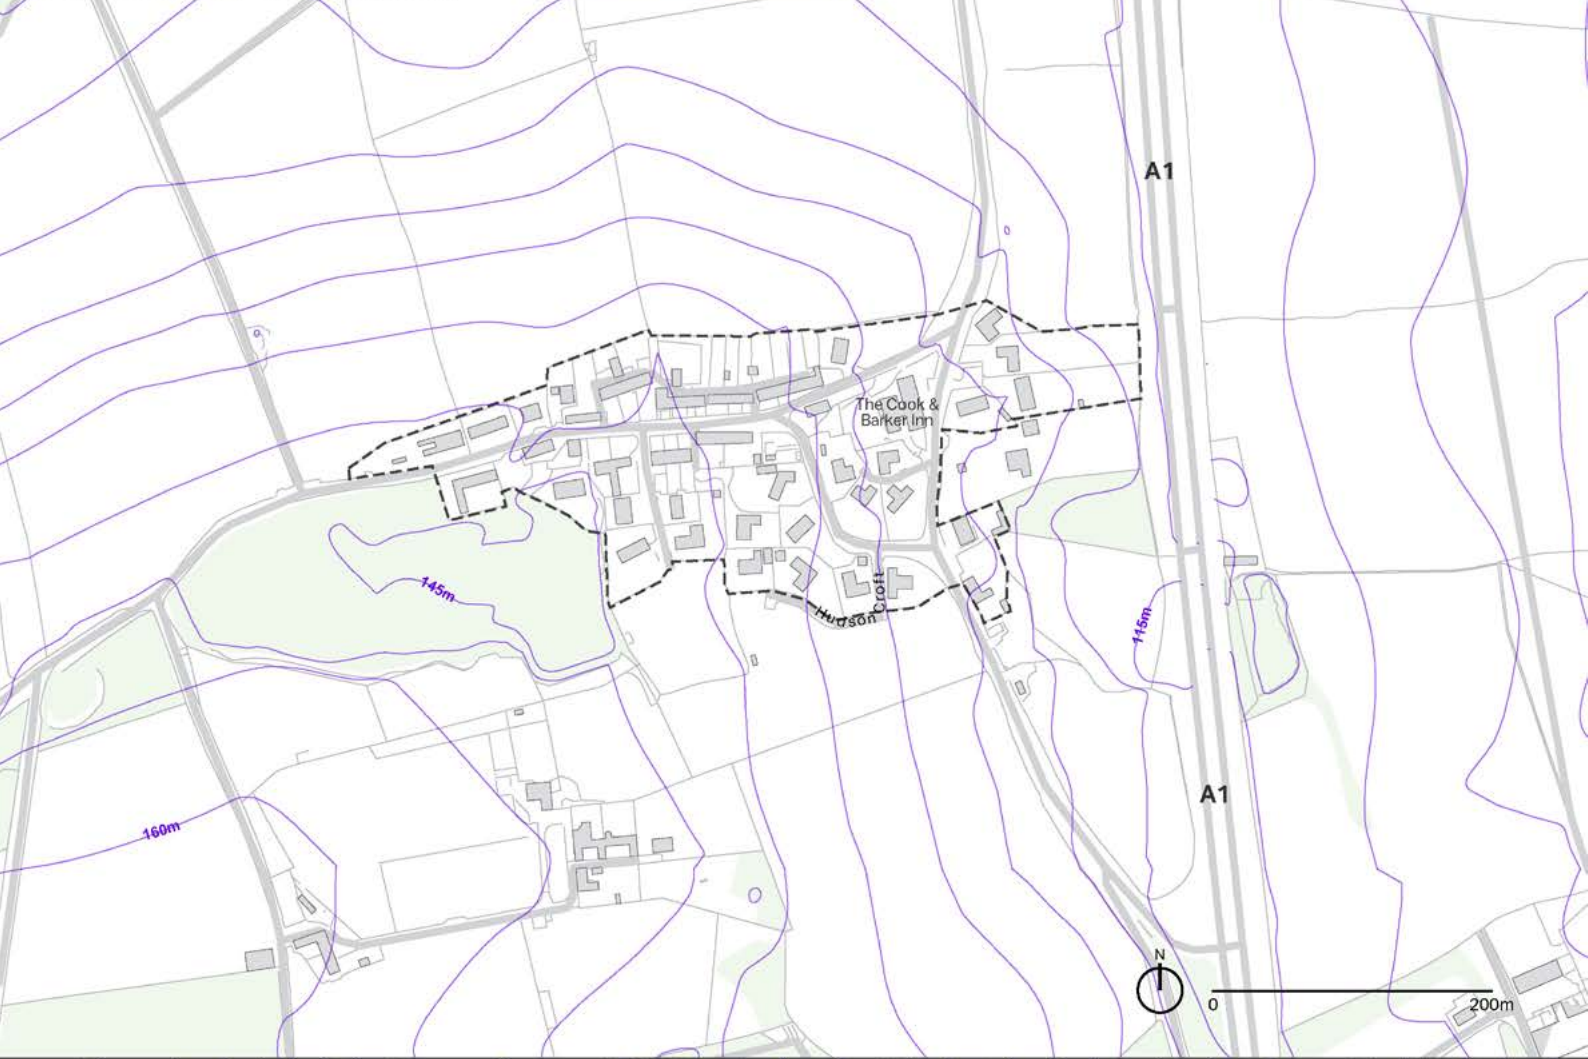 A1
The Cook &
Barker Inn
145m
Hudson Croft
115m
A1
160m
N
0
200m